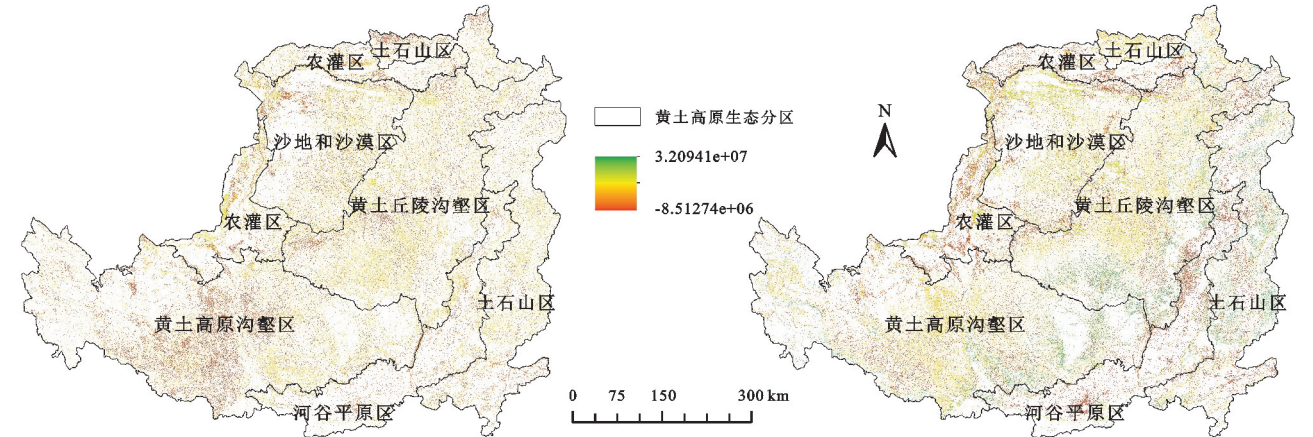 土石山区
农灌区
沙地和沙漠区
黄土丘陵沟壑区
农灌区
土石山区
黄土高原沟壑区
河谷平原区
黄土高原生态分区
3.20941e+07
-8.51274e+06
0 75 150 300 km
N
土石山区
农灌区
沙地和沙漠区
黄土丘陵沟壑区
农灌区
土石山区
黄土高原沟壑区
河谷平原区